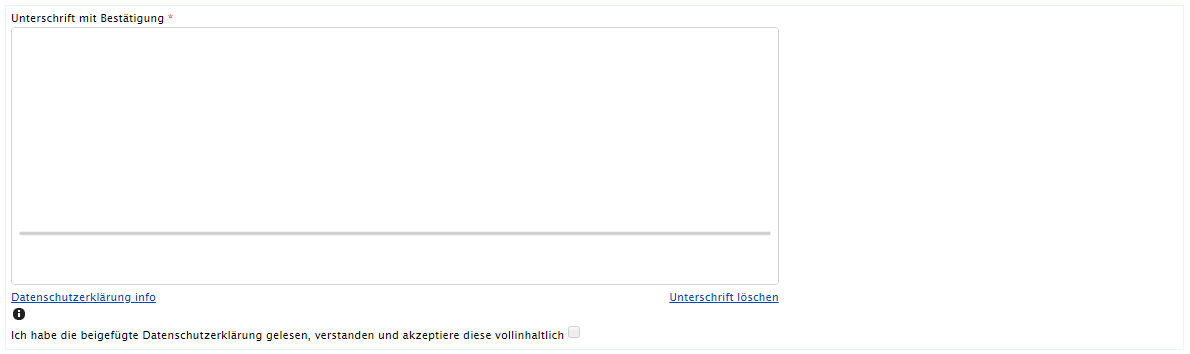 Unterschrift mit Bestätigung *
Datenschutzerklärung info
Unterschrift löschen
Ich habe die beigefügte Datenschutzerklärung gelesen, verstanden und akzeptiere diese vollinhaltlich